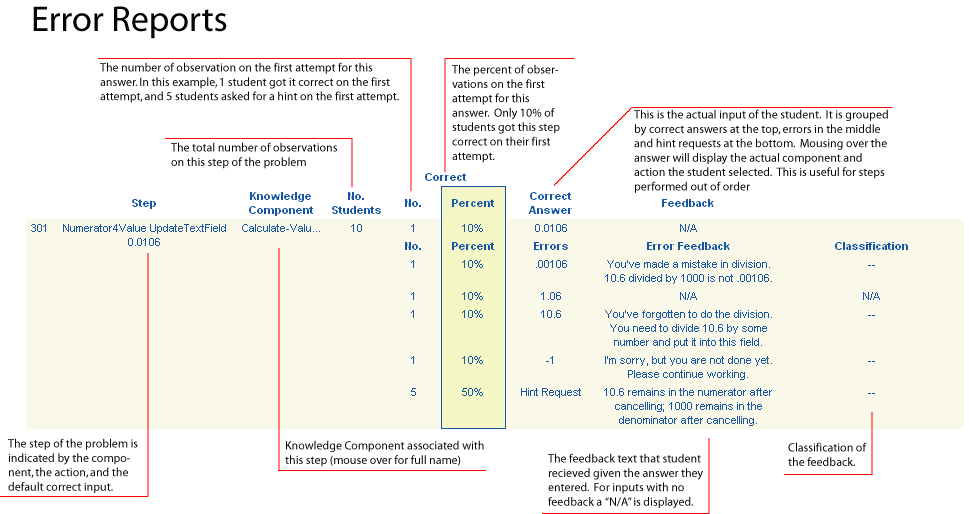 Error Reports
The number of observation on the first attempt for this
answer. In this example, 1 student got it correct on the first
attempt, and 5 students asked for a hint on the first attempt.
The percent of obser-
vations on the first
attempt for this
answer. Only 10% of
students got this step
correct on their first
attempt.
This is the actual input of the student. It is grouped
by correct answers at the top, errors in the middle
and hint requests at the bottom. Mousing over the
answer will display the actual component and
action the student selected. This is useful for steps
performed out of order
The total number of observations
on this step of the problem
Correct
Step Knowledge Component No. Students No. Percent Correct Answer Feedback
301 Numerator4Value UpdateTextField 0.0106 Calculate-Valu... 10 1 10% 0.0106 N/A
No. Percent Errors Error Feedback Classification
1 10% .00106 You've made a mistake in division. --
10.6 divided by 1000 is not .00106.
1 10% 1.06 N/A N/A
1 10% 10.6 You've forgotten to do the division. --
You need to divide 10.6 by some
number and put it into this field.
1 10% -1 I'm sorry, but you are not done yet. --
Please continue working.
5 50% Hint Request 10.6 remains in the numerator after --
cancelling; 1000 remains in the
denominator after cancelling.
The step of the problem is
indicated by the compo-
nent, the action, and the
default correct input.
Knowledge Component associated with
this step (mouse over for full name)
The feedback text that student
recieved given the answer they
entered. For inputs with no
feedback a "N/A" is displayed.
Classification of
the feedback.